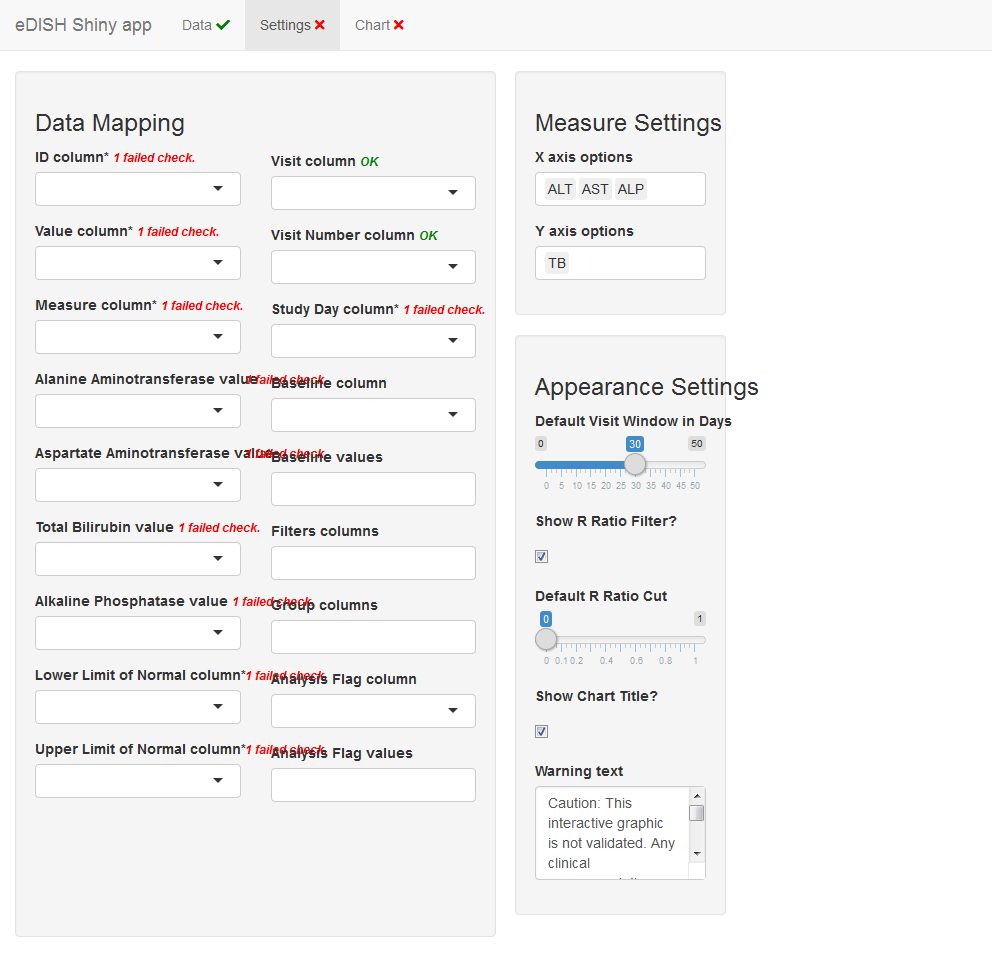 eDISH Shiny app Data Settings Chart
Data Mapping
ID column* 1 failed check.
Value column* 1 failed check.
Measure column* 1 failed check.
Alanine Aminotransferase value 1 failed check.
Aspartate Aminotransferase value 1 failed check.
Total Bilirubin value 1 failed check.
Alkaline Phosphatase value 1 failed check.
Lower Limit of Normal column* 1 failed check.
Upper Limit of Normal column* 1 failed check.
Visit column OK
Visit Number column OK
Study Day column* 1 failed check.
Baseline column
Baseline values
Filters columns
Group columns
Analysis Flag column
Analysis Flag values
Measure Settings
X axis options
ALT AST ALP
Y axis options
TB
Appearance Settings
Default Visit Window in Days
0 30 50
0 5 10 15 20 25 30 35 40 45 50
Show R Ratio Filter?
Default R Ratio Cut
0 1
0 0.1 0.2 0.4 0.6 0.8 1
Show Chart Title?
Warning text
Caution: This
interactive graphic
is not validated. Any
clinical